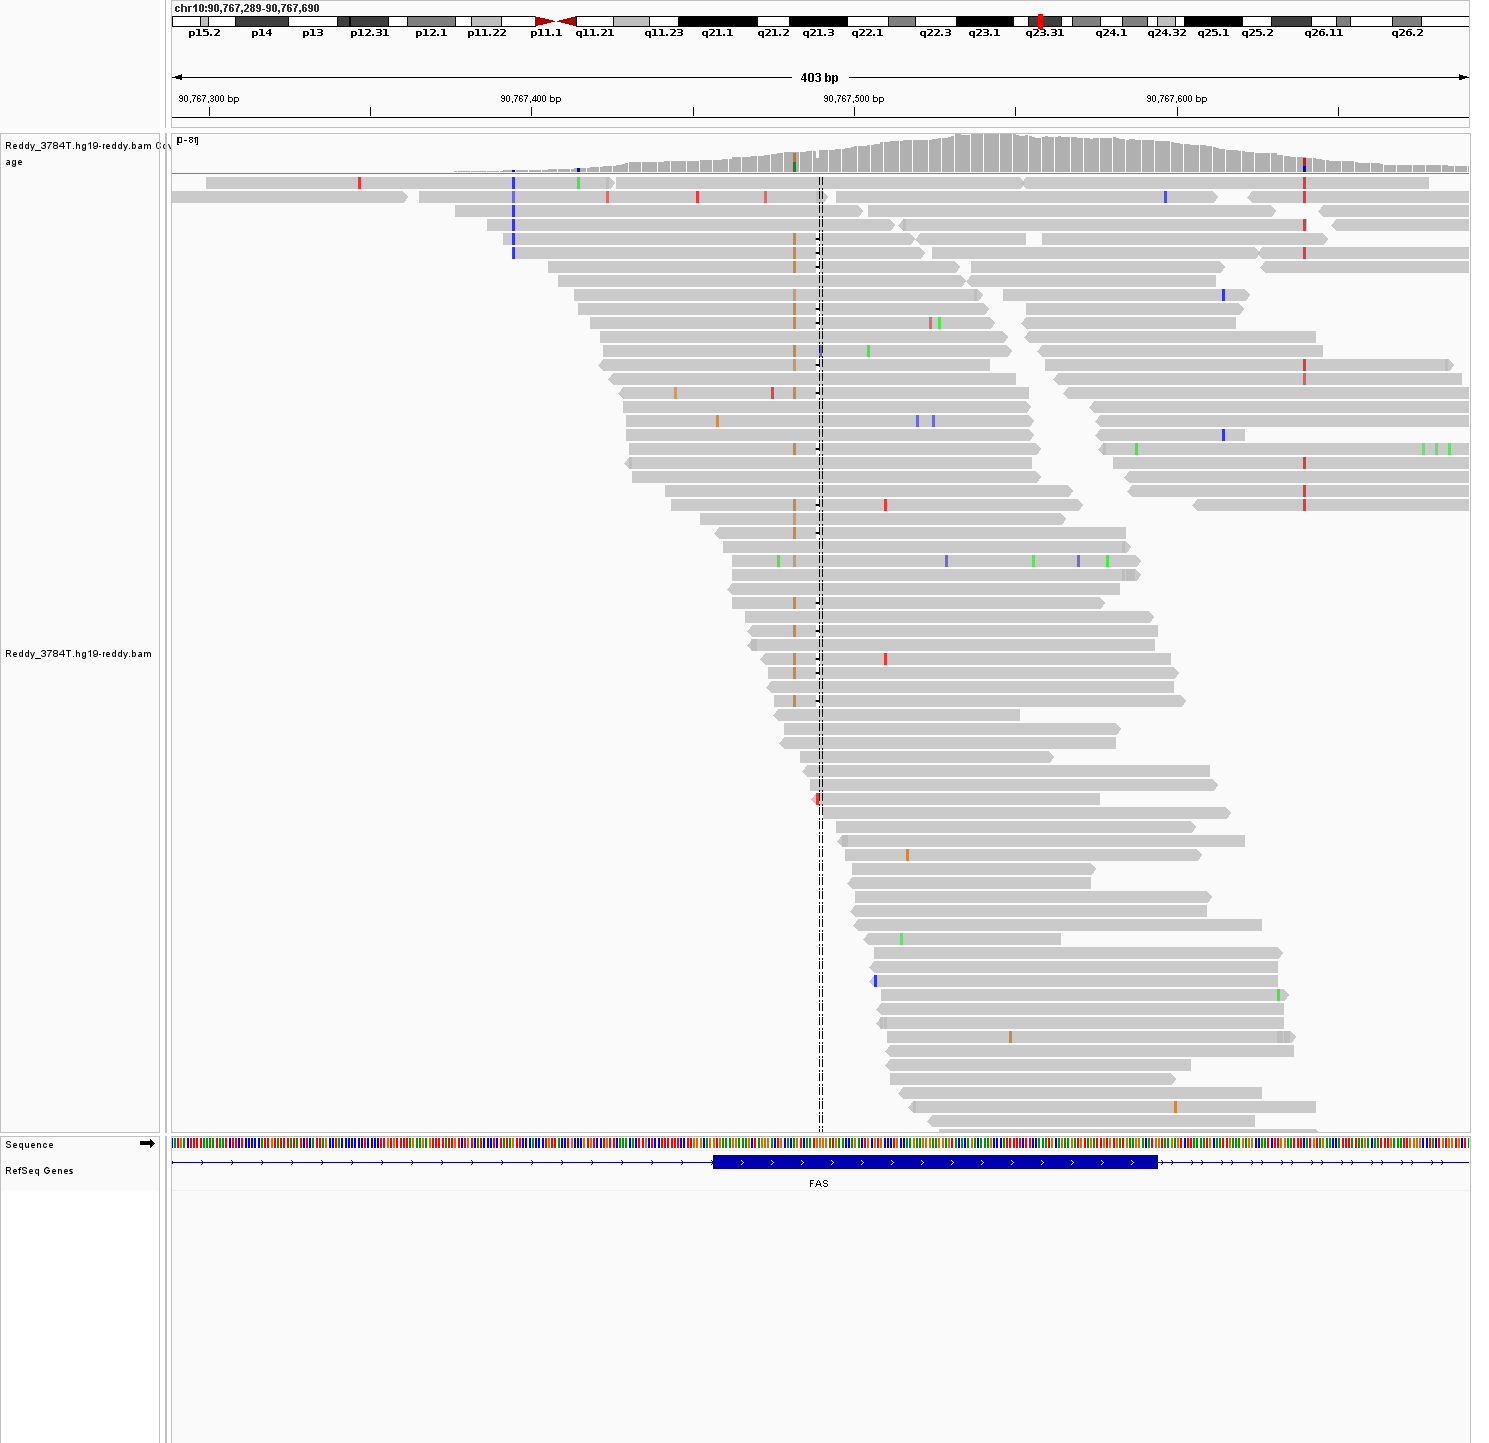 chr10:90,767,289-90,767,690
p15.2 p14 p13 p12.31 p12.1 p11.22 p11.1 q11.21 q11.23 q21.1 q21.2 q21.3 q22.1 q22.3 q23.1 q23.31 q24.1 q24.32 q25.1 q25.2 q26.11 q26.2
403 bp
90,767,300 bp 90,767,400 bp 90,767,500 bp 90,767,600 bp
[0-81]
Reddy_3784T.hg19-reddy.bam Cov
age
Reddy_3784T.hg19-reddy.bam
Sequence
RefSeq Genes
FAS